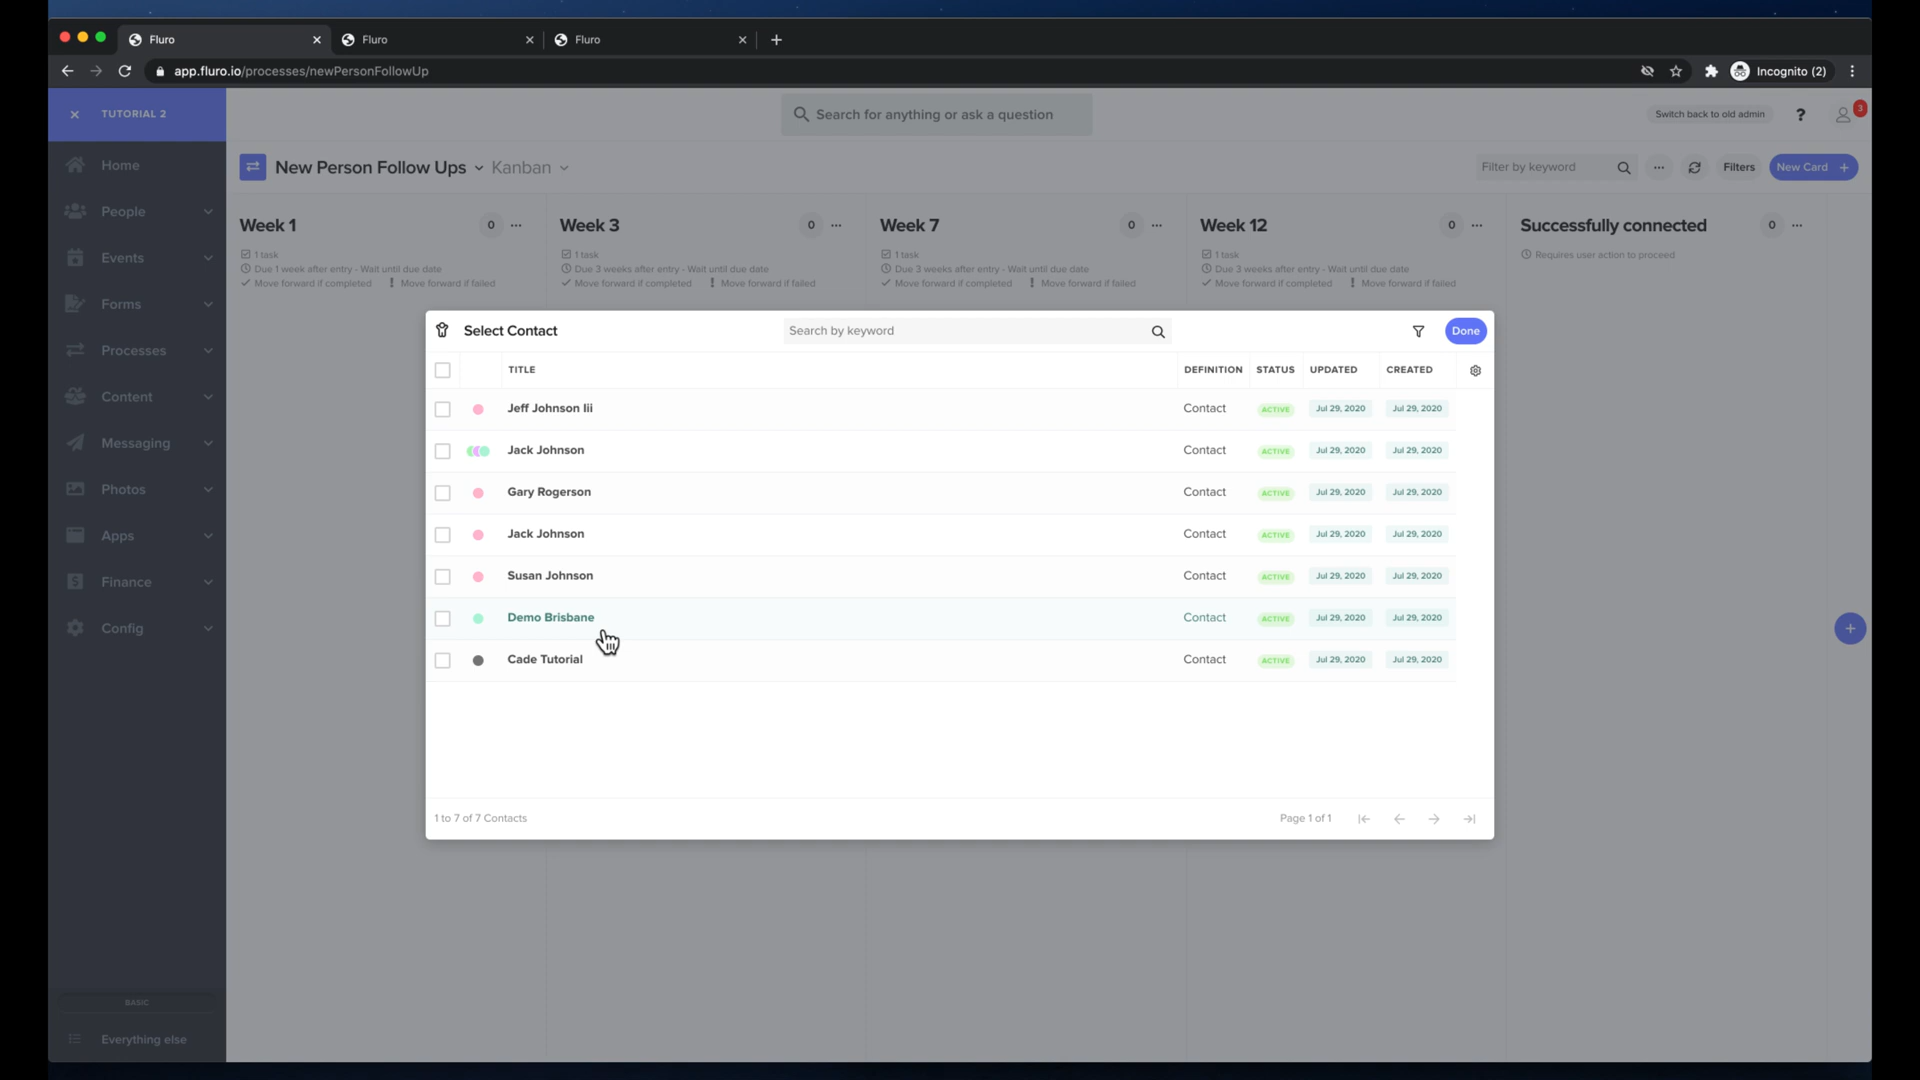 Fluro
Fluro
Fluro
app.fluro.io/processes/newPersonFollowUp
Incognito (2)
TUTORIAL 2
Search for anything or ask a question
Switch back to old admin
?
3
Home
People
Events
Forms
Processes
Content
Messaging
Photos
Apps
Finance
Config
BASIC
Everything else
New Person Follow Ups
Kanban
Filter by keyword
Filters
New Card +
Week 1
0
1 task
Due 1 week after entry - Wait until due date
Move forward if completed ! Move forward if failed
Week 3
0
1 task
Due 3 weeks after entry - Wait until due date
Move forward if completed ! Move forward if failed
Week 7
0
1 task
Due 3 weeks after entry - Wait until due date
Move forward if completed ! Move forward if failed
Week 12
0
1 task
Due 3 weeks after entry - Wait until due date
Move forward if completed ! Move forward if failed
Successfully connected
0
Requires user action to proceed
Select Contact
Search by keyword
Done
TITLE DEFINITION STATUS UPDATED CREATED
Jeff Johnson Iii Contact ACTIVE Jul 29, 2020 Jul 29, 2020
Jack Johnson Contact ACTIVE Jul 29, 2020 Jul 29, 2020
Gary Rogerson Contact ACTIVE Jul 29, 2020 Jul 29, 2020
Jack Johnson Contact ACTIVE Jul 29, 2020 Jul 29, 2020
Susan Johnson Contact ACTIVE Jul 29, 2020 Jul 29, 2020
Demo Brisbane Contact ACTIVE Jul 29, 2020 Jul 29, 2020
Cade Tutorial Contact ACTIVE Jul 29, 2020 Jul 29, 2020
1 to 7 of 7 Contacts
Page 1 of 1